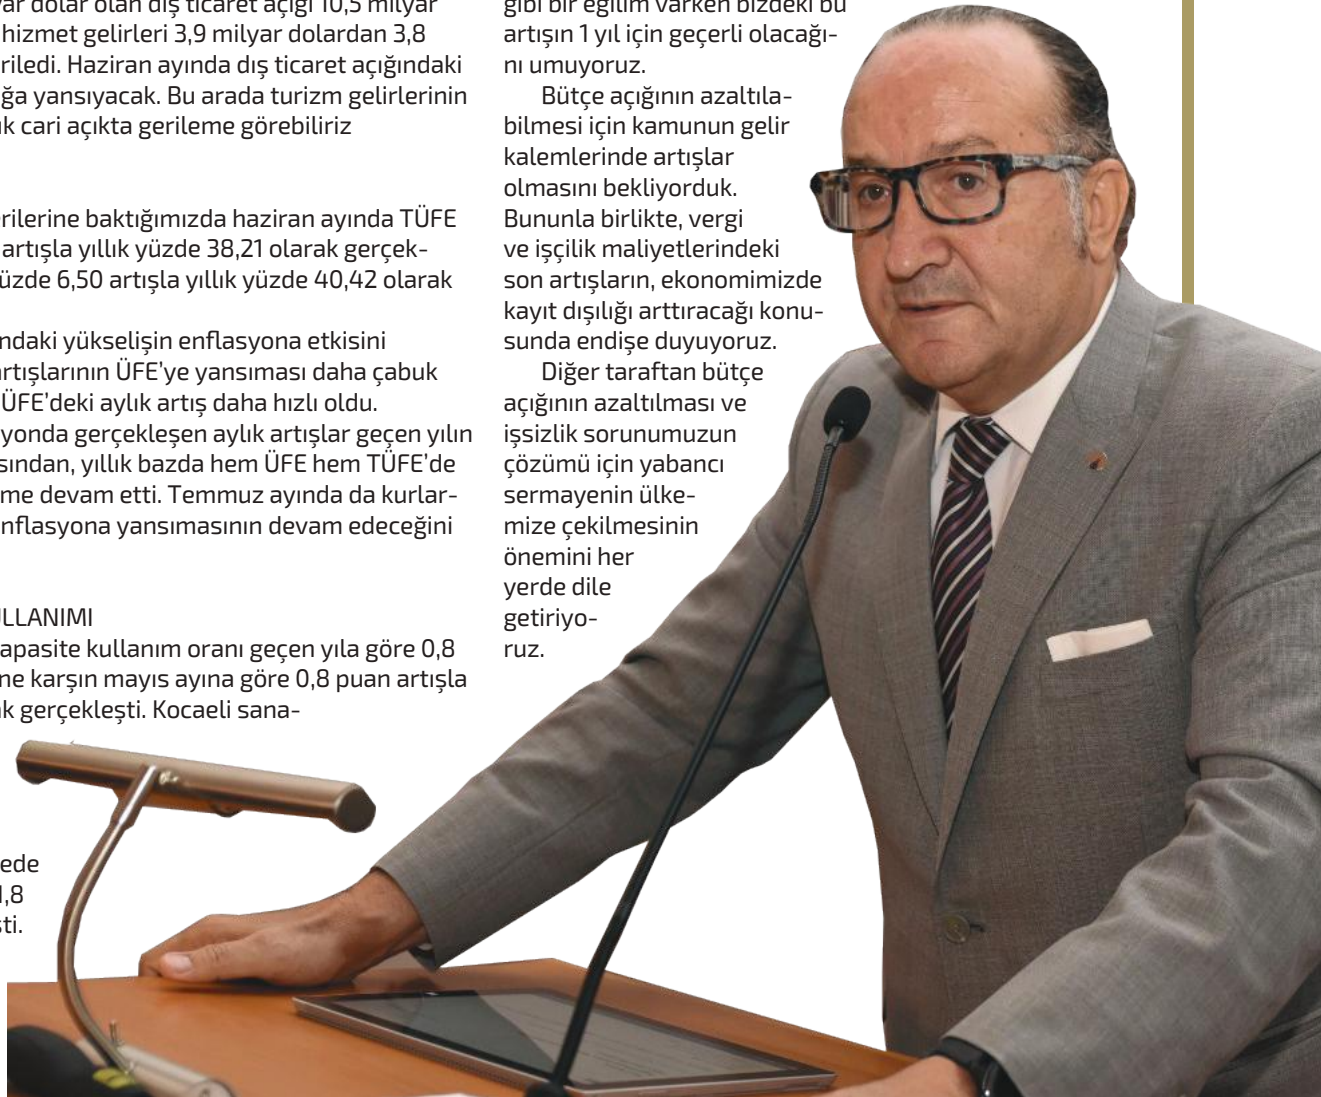 var dolar olan dış ticaret açığı 10,5 milyar
hizmet gelirleri 3,9 milyar dolardan 3,8
riledi. Haziran ayında dış ticaret açığındaki
ğa yansıyacak. Bu arada turizm gelirlerinin
ık cari açıkta gerileme görebiliriz
rilerine baktığımızda haziran ayında TÜFE
artışla yıllık yüzde 38,21 olarak gerçek-
üzde 6,50 artışla yıllık yüzde 40,42 olarak
ndaki yükselişin enflasyona etkisini
artışlarının ÜFE’ye yansıması daha çabuk
ÜFE’deki aylık artış daha hızlı oldu.
yonda gerçekleşen aylık artışlar geçen yılın
sından, yıllık bazda hem ÜFE hem TÜFE’de
me devam etti. Temmuz ayında da kurlar-
enflasyona yansımasının devam edeceğini
ULLANIMI
apasite kullanım oranı geçen yıla göre 0,8
ne karşın mayıs ayına göre 0,8 puan artışla
ak gerçekleşti. Kocaeli sana-
ede
1,8
şti.
gibi bir eğilim varken bizdeki bu
artışın 1 yıl için geçerli olacağı-
nı umuyoruz.
Bütçe açığının azaltıla-
bilmesi için kamunun gelir
kalemlerinde artışlar
olmasını bekliyorduk.
Bununla birlikte, vergi
ve işçilik maliyetlerindeki
son artışların, ekonomimizde
kayıt dışılığı arttıracağı konu-
sunda endişe duyuyoruz.
Diğer taraftan bütçe
açığının azaltılması ve
işsizlik sorunumuzun
çözümü için yabancı
sermayenin ülke-
mize çekilmesinin
önemini her
yerde dile
getiriyo-
ruz.